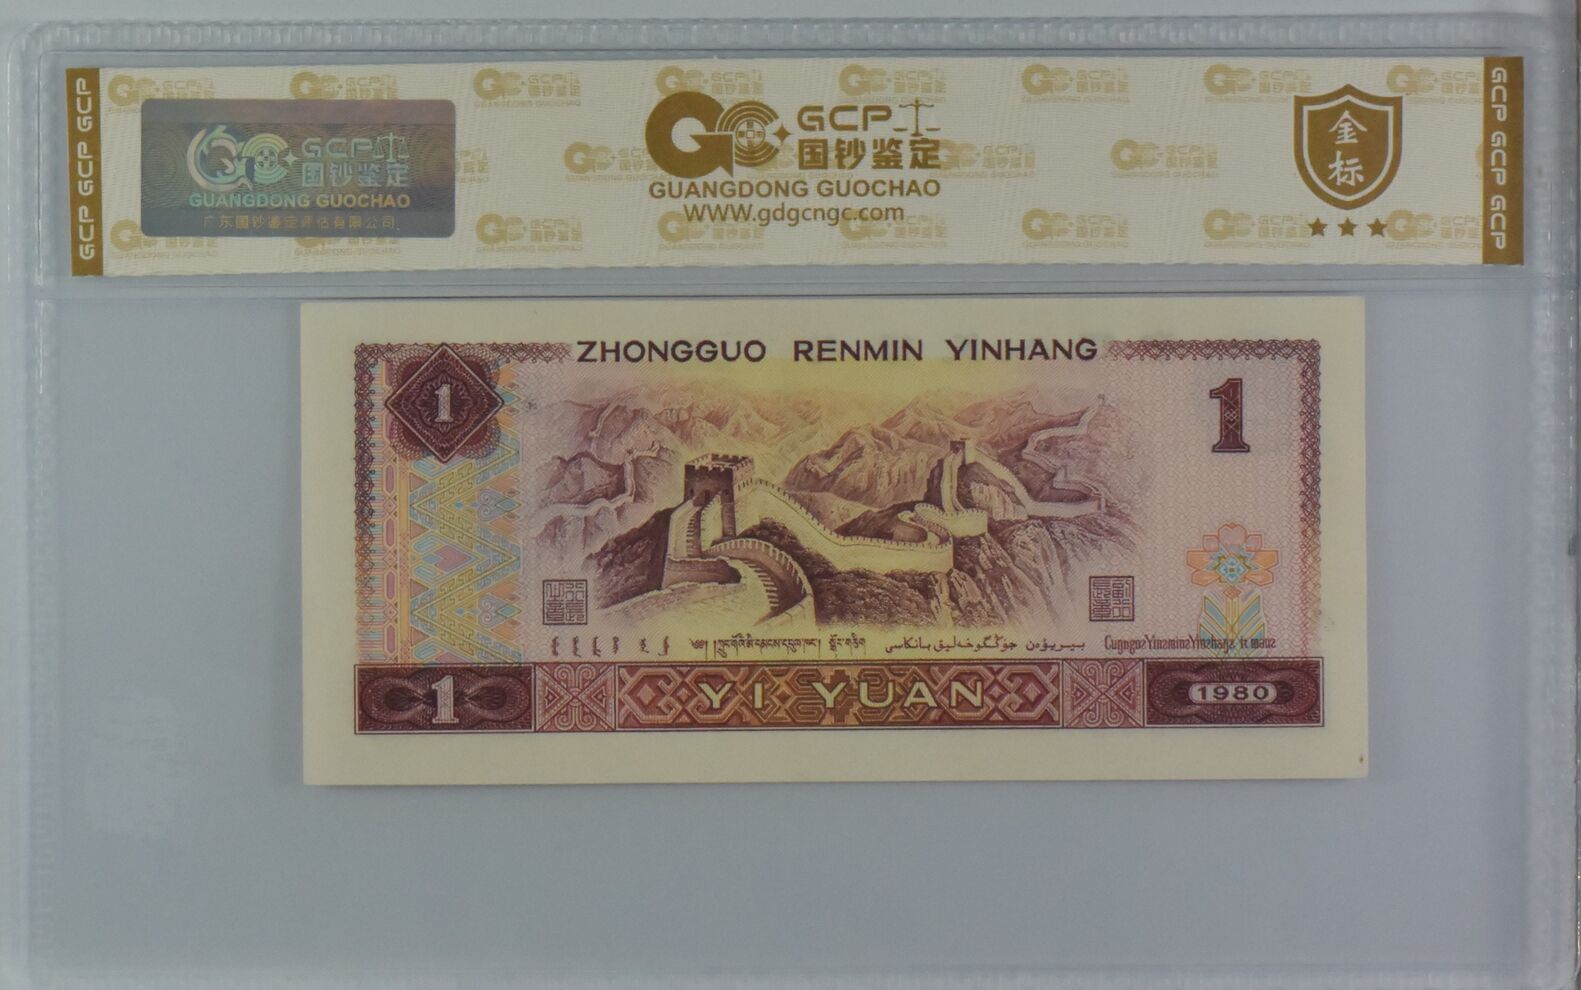 GCP GCP GCP
GCP
国钞鉴定
GUANGDONG GUOCHAO
广东国钞鉴定评估有限公司
GCP
国钞鉴定
GUANGDONG GUOCHAO
WWW.gdgcngc.com
金
标
GCP GCP GCP
ZHONGGUO RENMIN YINHANG
1
1
1
YI YUAN
1980